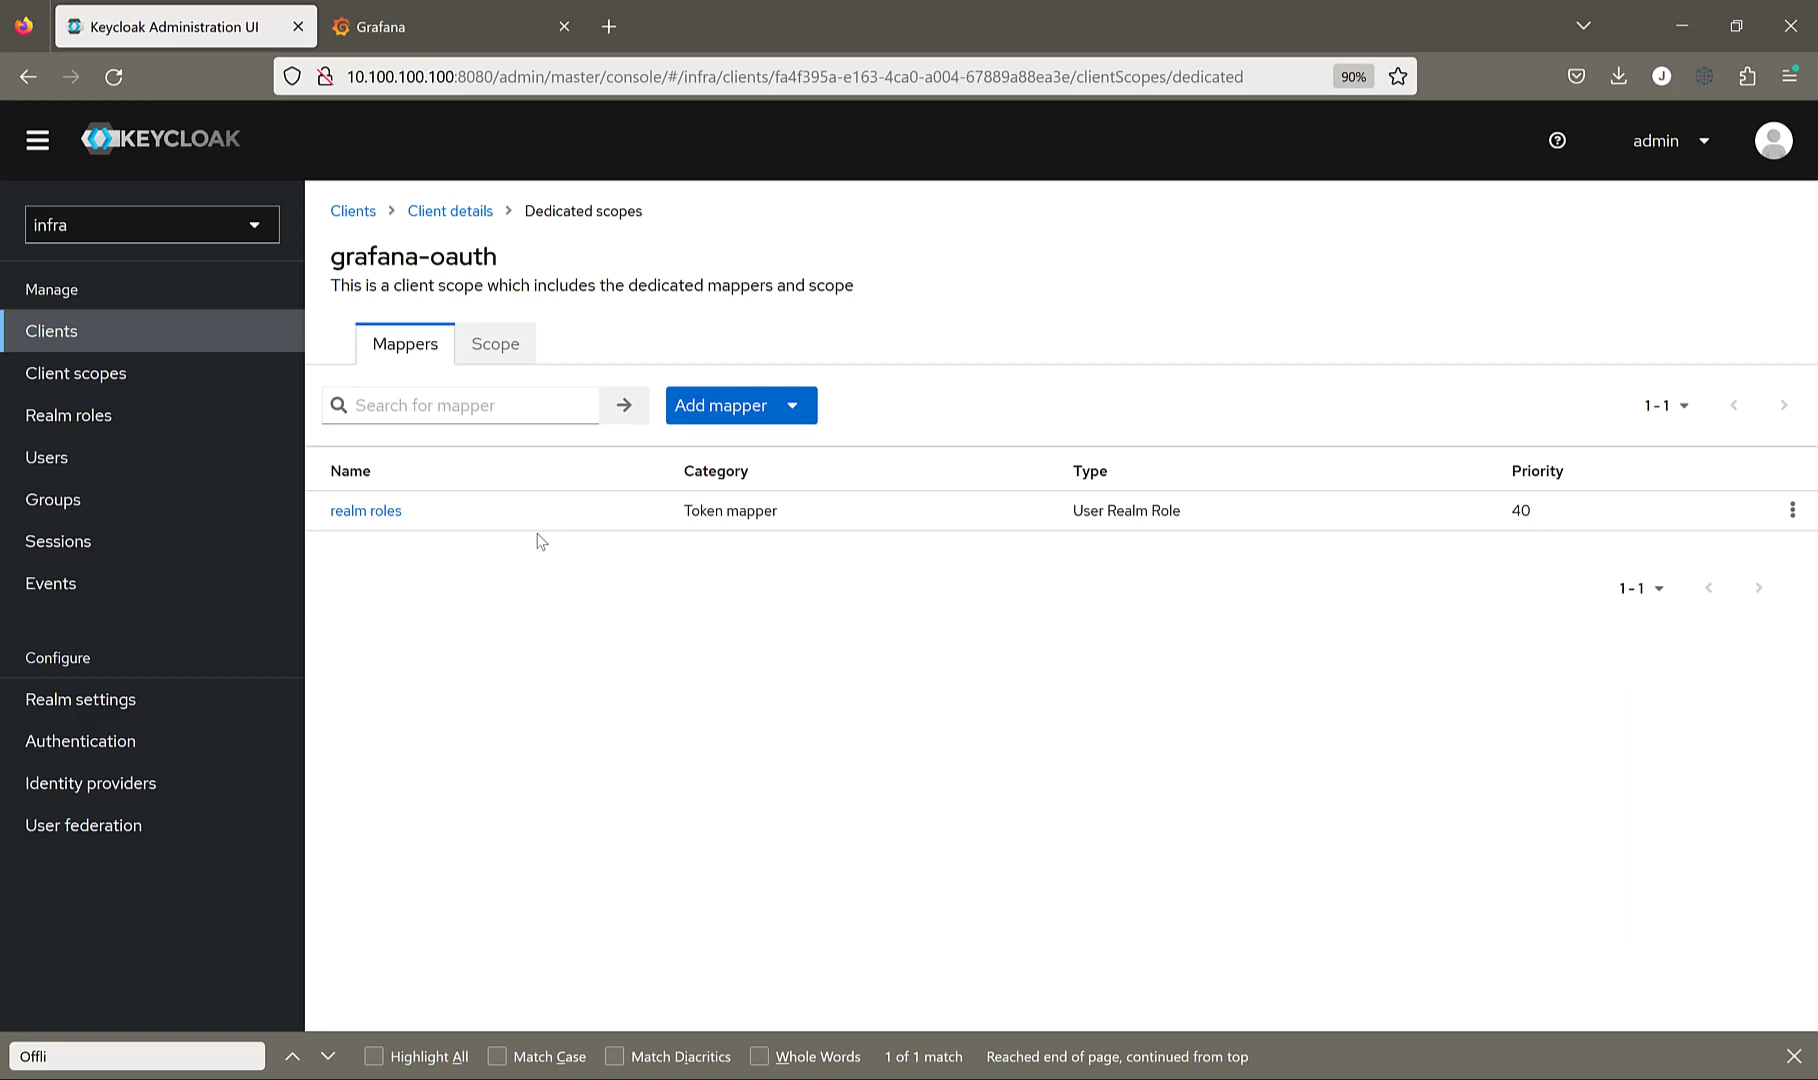 Keycloak Administration UI
Grafana
10.100.100.100:8080/admin/master/console/#/infra/clients/fa4f395a-e163-4ca0-a004-67889a88ea3e/clientScopes/dedicated
90%
J
KEYCLOAK
admin
infra
Manage
Clients
Client scopes
Realm roles
Users
Groups
Sessions
Events
Configure
Realm settings
Authentication
Identity providers
User federation
Clients > Client details > Dedicated scopes
grafana-oauth
This is a client scope which includes the dedicated mappers and scope
Mappers Scope
Search for mapper Add mapper 1-1
Name Category Type Priority
realm roles Token mapper User Realm Role 40
1-1
Offli Highlight All Match Case Match Diacritics Whole Words 1 of 1 match Reached end of page, continued from top